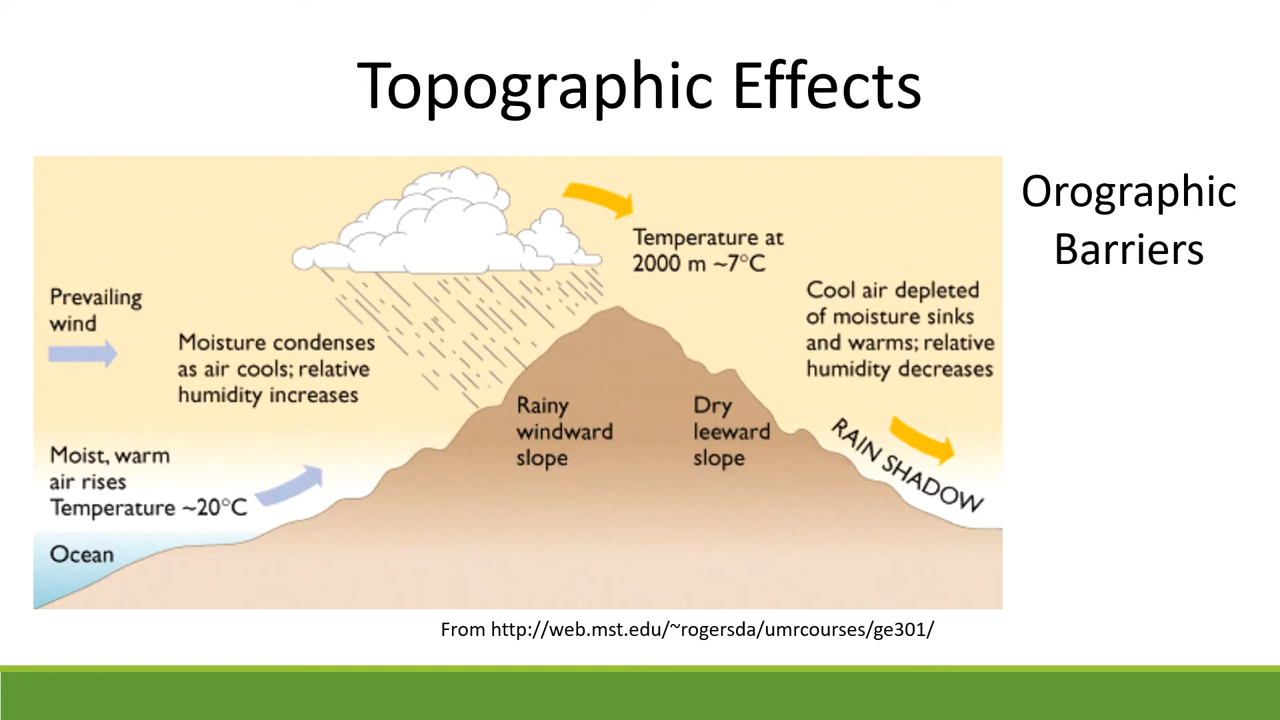 Topographic Effects
Orographic
Barriers
Temperature at
2000 m ~7°C
Prevailing
wind
Moisture condenses
as air cools; relative
humidity increases
Cool air depleted
of moisture sinks
and warms; relative
humidity decreases
Rainy
windward
slope
Dry
leeward
slope
RAIN SHADOW
Moist, warm
air rises
Temperature ~20°C
Ocean
From http://web.mst.edu/~rogersda/umrcourses/ge301/